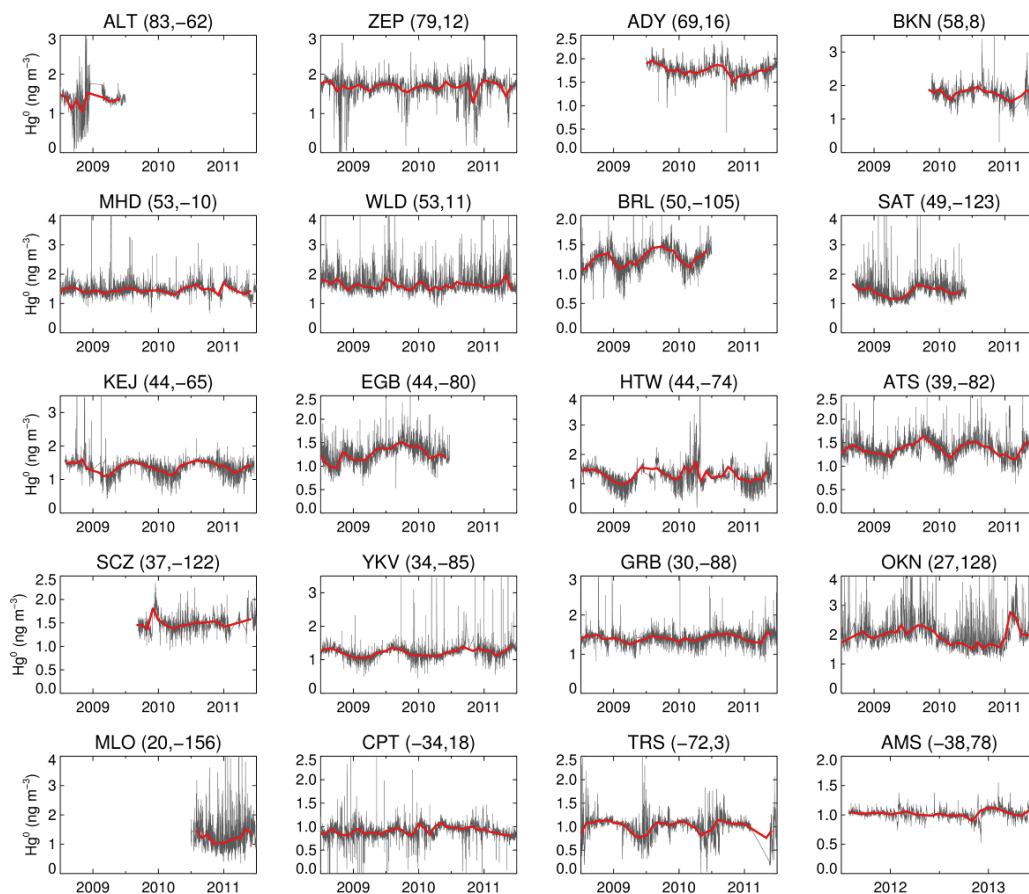 ALT (83,−62) ZEP (79,12) ADY (69,16) BKN (58,8)
Hg⁰ (ng m⁻³)
3 3 2.5 3
2 2 2.0 2
1 1 1.5 1
0 0 1.0 0
0.5
0.0
2009 2010 2011 2009 2010 2011 2009 2010 2011 2009 2010 2011
MHD (53,−10) WLD (53,11) BRL (50,−105) SAT (49,−123)
Hg⁰ (ng m⁻³)
4 4 2.0 4
3 3 1.5 3
2 2 1.0 2
1 1 0.5 1
0 0 0.0 0
2009 2010 2011 2009 2010 2011 2009 2010 2011 2009 2010 2011
KEJ (44,−65) EGB (44,−80) HTW (44,−74) ATS (39,−82)
Hg⁰ (ng m⁻³)
3 2.5 4 2.5
2 2.0 3 2.0
1 1.5 2 1.5
0 1.0 1 1.0
0.5 0 0.5
0.0 0.0
2009 2010 2011 2009 2010 2011 2009 2010 2011 2009 2010 2011
SCZ (37,−122) YKV (34,−85) GRB (30,−88) OKN (27,128)
Hg⁰ (ng m⁻³)
2.5 3 3 4
2.0 2 2 3
1.5 1 1 2
1.0 0 0 1
0.5 0
0.0
2009 2010 2011 2009 2010 2011 2009 2010 2011 2009 2010 2011
MLO (20,−156) CPT (−34,18) TRS (−72,3) AMS (−38,78)
Hg⁰ (ng m⁻³)
4 2.5 2.5 2.0
3 2.0 2.0 1.5
2 1.5 1.5 1.0
1 1.0 1.0 0.5
0 0.5 0.5 0.0
0.0 0.0
2009 2010 2011 2009 2010 2011 2009 2010 2011 2012 2013